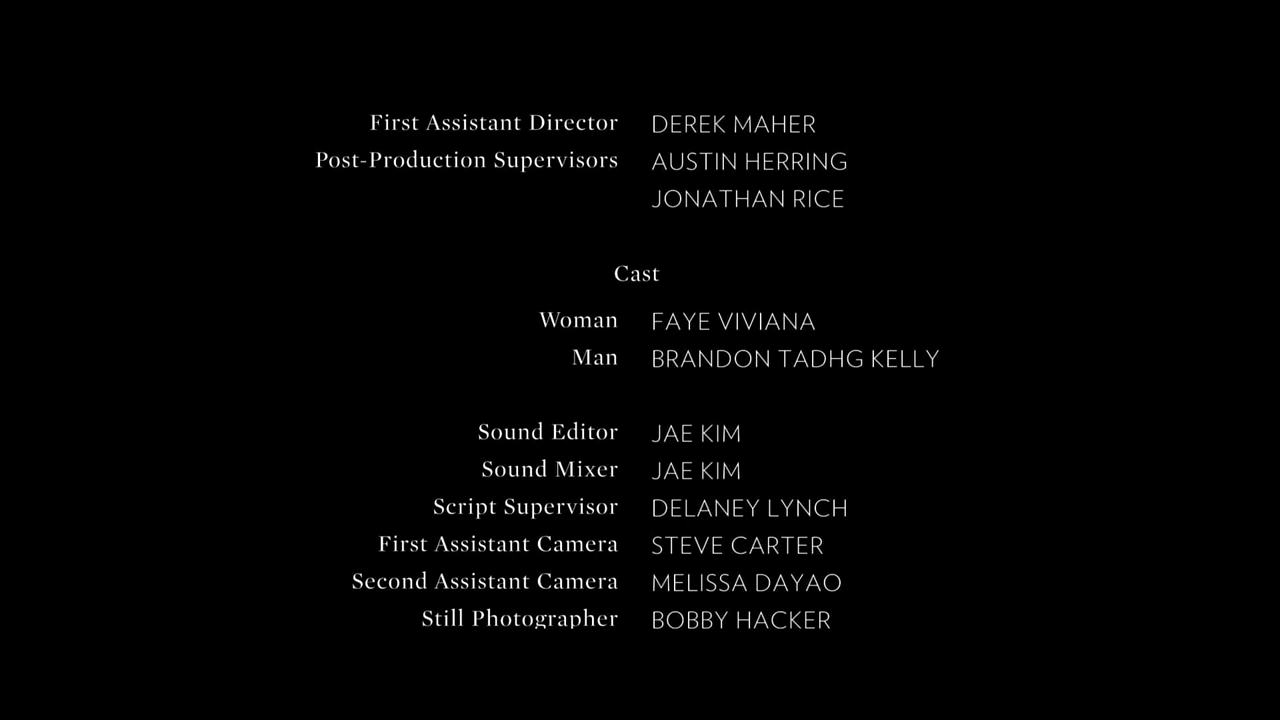 First Assistant Director DEREK MAHER
Post-Production Supervisors AUSTIN HERRING
JONATHAN RICE
Cast
Woman FAYE VIVIANA
Man BRANDON TADHG KELLY
Sound Editor JAE KIM
Sound Mixer JAE KIM
Script Supervisor DELANEY LYNCH
First Assistant Camera STEVE CARTER
Second Assistant Camera MELISSA DAYAO
Still Photographer BOBBY HACKER